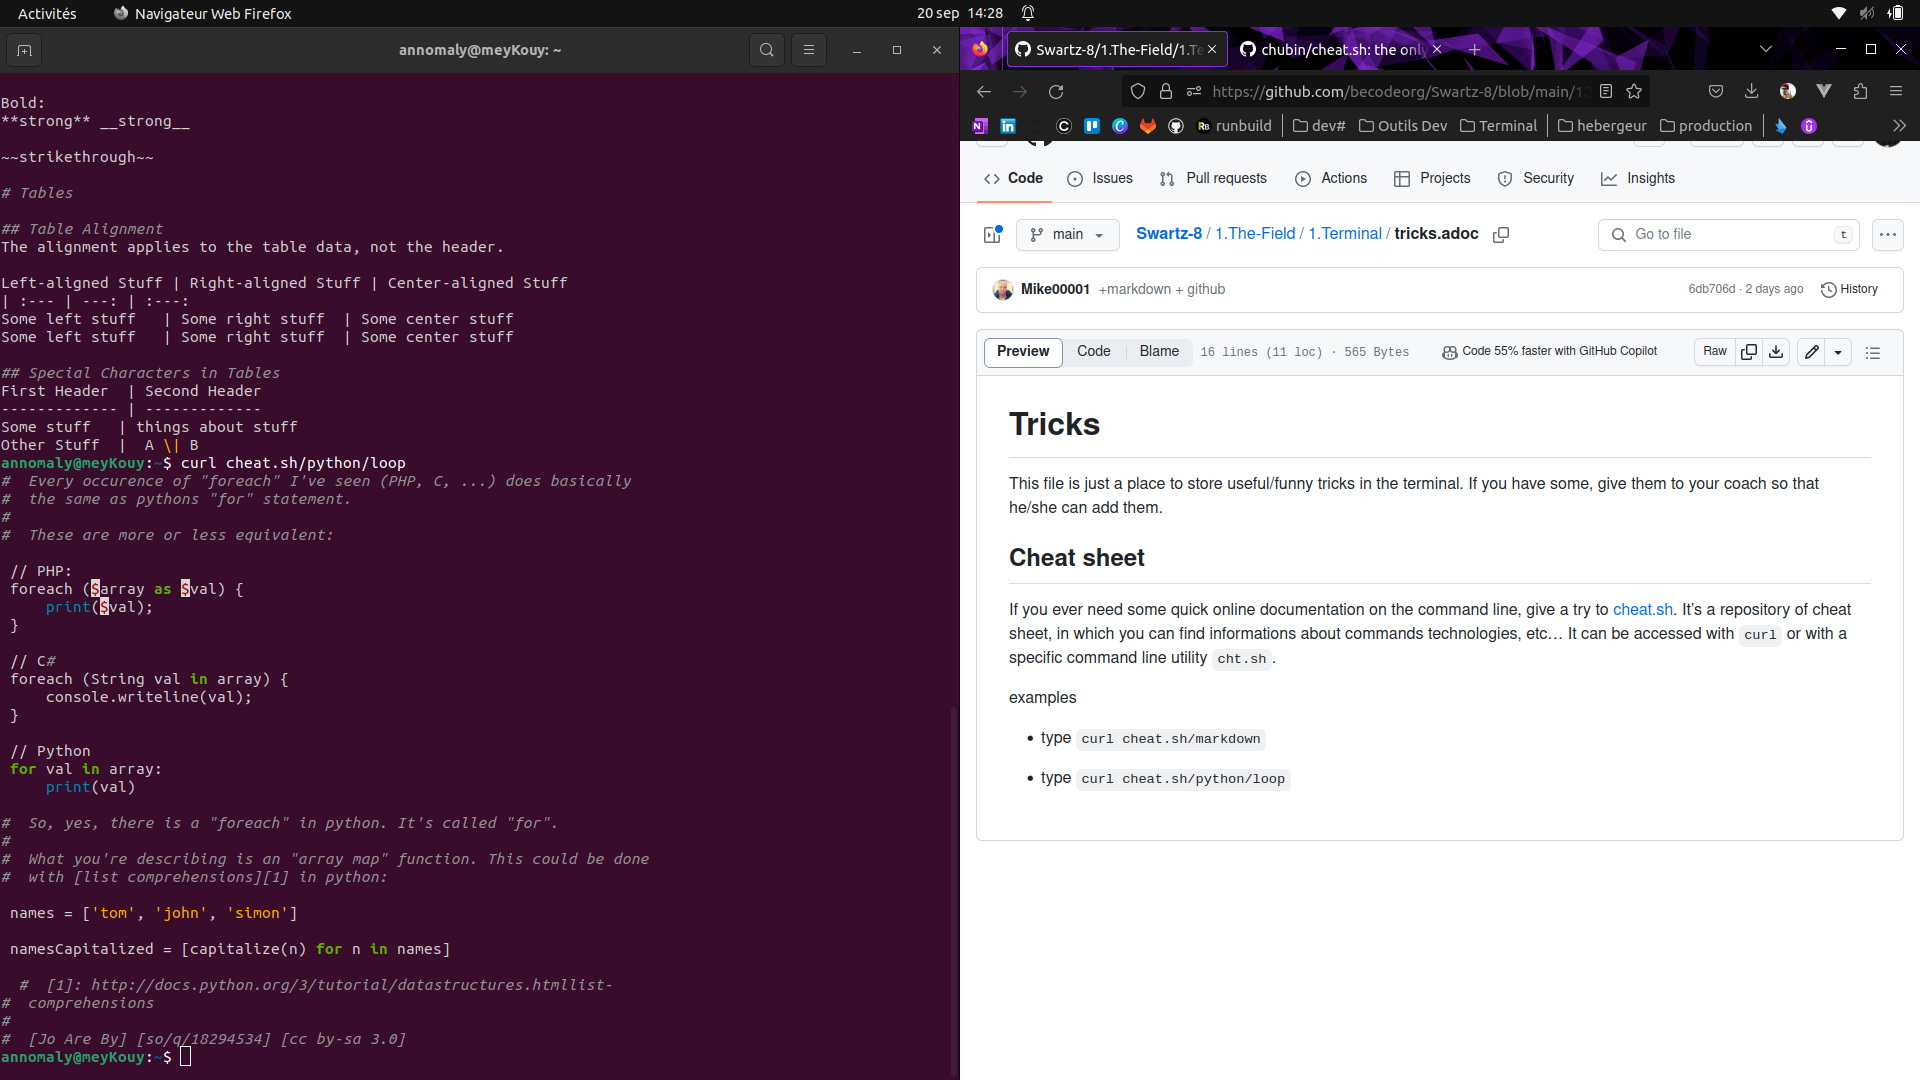 Activités
Navigateur Web Firefox
20 sep 14:28
annomaly@meyKouy: ~
Bold:
**strong** __strong__
~~strikethrough~~
# Tables
## Table Alignment
The alignment applies to the table data, not the header.
Left-aligned Stuff | Right-aligned Stuff | Center-aligned Stuff
| :--- | ---: | :---:
Some left stuff   | Some right stuff  | Some center stuff
Some left stuff   | Some right stuff  | Some center stuff
## Special Characters in Tables
First Header  | Second Header
------------- | -------------
Some stuff   | things about stuff
Other Stuff  |  A \| B
annomaly@meyKouy:~$ curl cheat.sh/python/loop
#  Every occurence of "foreach" I've seen (PHP, C, ...) does basically
#  the same as pythons "for" statement.
#
#  These are more or less equivalent:
// PHP:
foreach ($array as $val) {
    print($val);
}
// C#
foreach (String val in array) {
    console.writeline(val);
}
// Python
for val in array:
    print(val)
#  So, yes, there is a "foreach" in python. It's called "for".
#
#  What you're describing is an "array map" function. This could be done
#  with [list comprehensions][1] in python:
names = ['tom', 'john', 'simon']
namesCapitalized = [capitalize(n) for n in names]
#  [1]: http://docs.python.org/3/tutorial/datastructures.htmllist-
#  comprehensions
#
#  [Jo Are By] [so/q/18294534] [cc by-sa 3.0]
annomaly@meyKouy:~$
Swartz-8/1.The-Field/1.Te
chubin/cheat.sh: the only
https://github.com/becodeorg/Swartz-8/blob/main/1.
runbuild
dev#
Outils Dev
Terminal
hebergeur
production
Code
Issues
Pull requests
Actions
Projects
Security
Insights
main
Swartz-8 / 1.The-Field / 1.Terminal / tricks.adoc
Go to file
t
Mike00001 +markdown + github
6db706d · 2 days ago
History
Preview
Code
Blame
16 lines (11 loc) · 565 Bytes
Code 55% faster with GitHub Copilot
Raw
Tricks
This file is just a place to store useful/funny tricks in the terminal. If you have some, give them to your coach so that
he/she can add them.
Cheat sheet
If you ever need some quick online documentation on the command line, give a try to cheat.sh. It’s a repository of cheat
sheet, in which you can find informations about commands technologies, etc… It can be accessed with curl or with a
specific command line utility cht.sh.
examples
• type curl cheat.sh/markdown
• type curl cheat.sh/python/loop